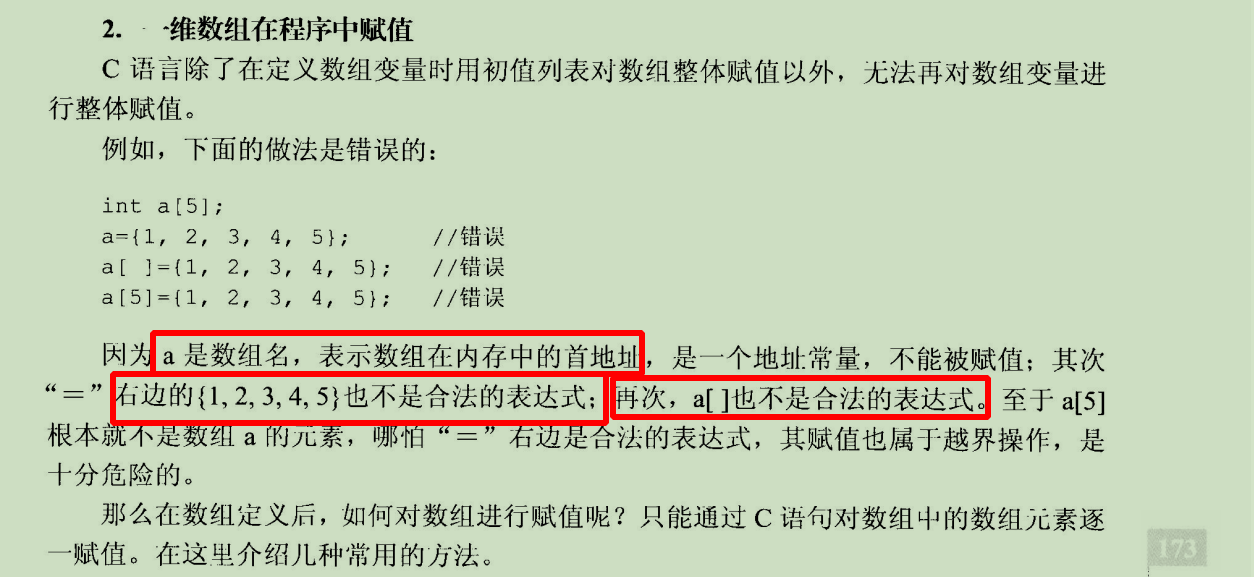 2. 一维数组在程序中赋值
C 语言除了在定义数组变量时用初值列表对数组整体赋值以外，无法再对数组变量进
行整体赋值。
例如，下面的做法是错误的：
int a[5];
a={1, 2, 3, 4, 5}; //错误
a[ ]={1, 2, 3, 4, 5}; //错误
a[5]={1, 2, 3, 4, 5}; //错误
因为 a 是数组名，表示数组在内存中的首地址，是一个地址常量，不能被赋值；其次
“＝”右边的{1, 2, 3, 4, 5}也不是合法的表达式；再次，a[ ]也不是合法的表达式。至于 a[5]
根本就不是数组 a 的元素，哪怕“＝”右边是合法的表达式，其赋值也属于越界操作，是
十分危险的。
那么在数组定义后，如何对数组进行赋值呢？只能通过 C 语句对数组中的数组元素逐
一赋值。在这里介绍几种常用的方法。
173